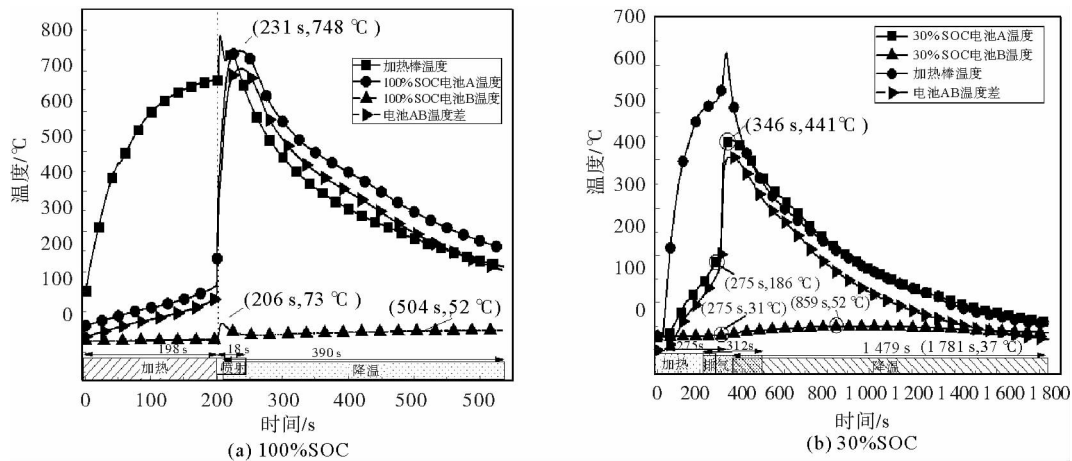 800
700
600
500
400
300
200
100
0
温度/℃
(231 s,748 ℃)
加热棒温度
100%SOC电池A温度
100%SOC电池B温度
电池AB温度差
(206 s,73 ℃)
(504 s,52 ℃)
198s
18s
390s
加热
喷射
降温
0 100 200 200 300 400 500 500
时间/s
(a) 100%SOC
700
600
500
400
300
200
100
0
温度/℃
30%SOC电池A温度
30%SOC电池B温度
加热棒温度
电池AB温度差
(346 s,441℃)
(275 s,186 ℃)
(275 s,31℃)
(859 s,52℃)
275s
312s
1 479s
(1 781 s,37 ℃)
加热
排气
降温
0 200 400 600 800 1 000 1 200 1 400 1 600 1 800
时间/s
(b) 30%SOC